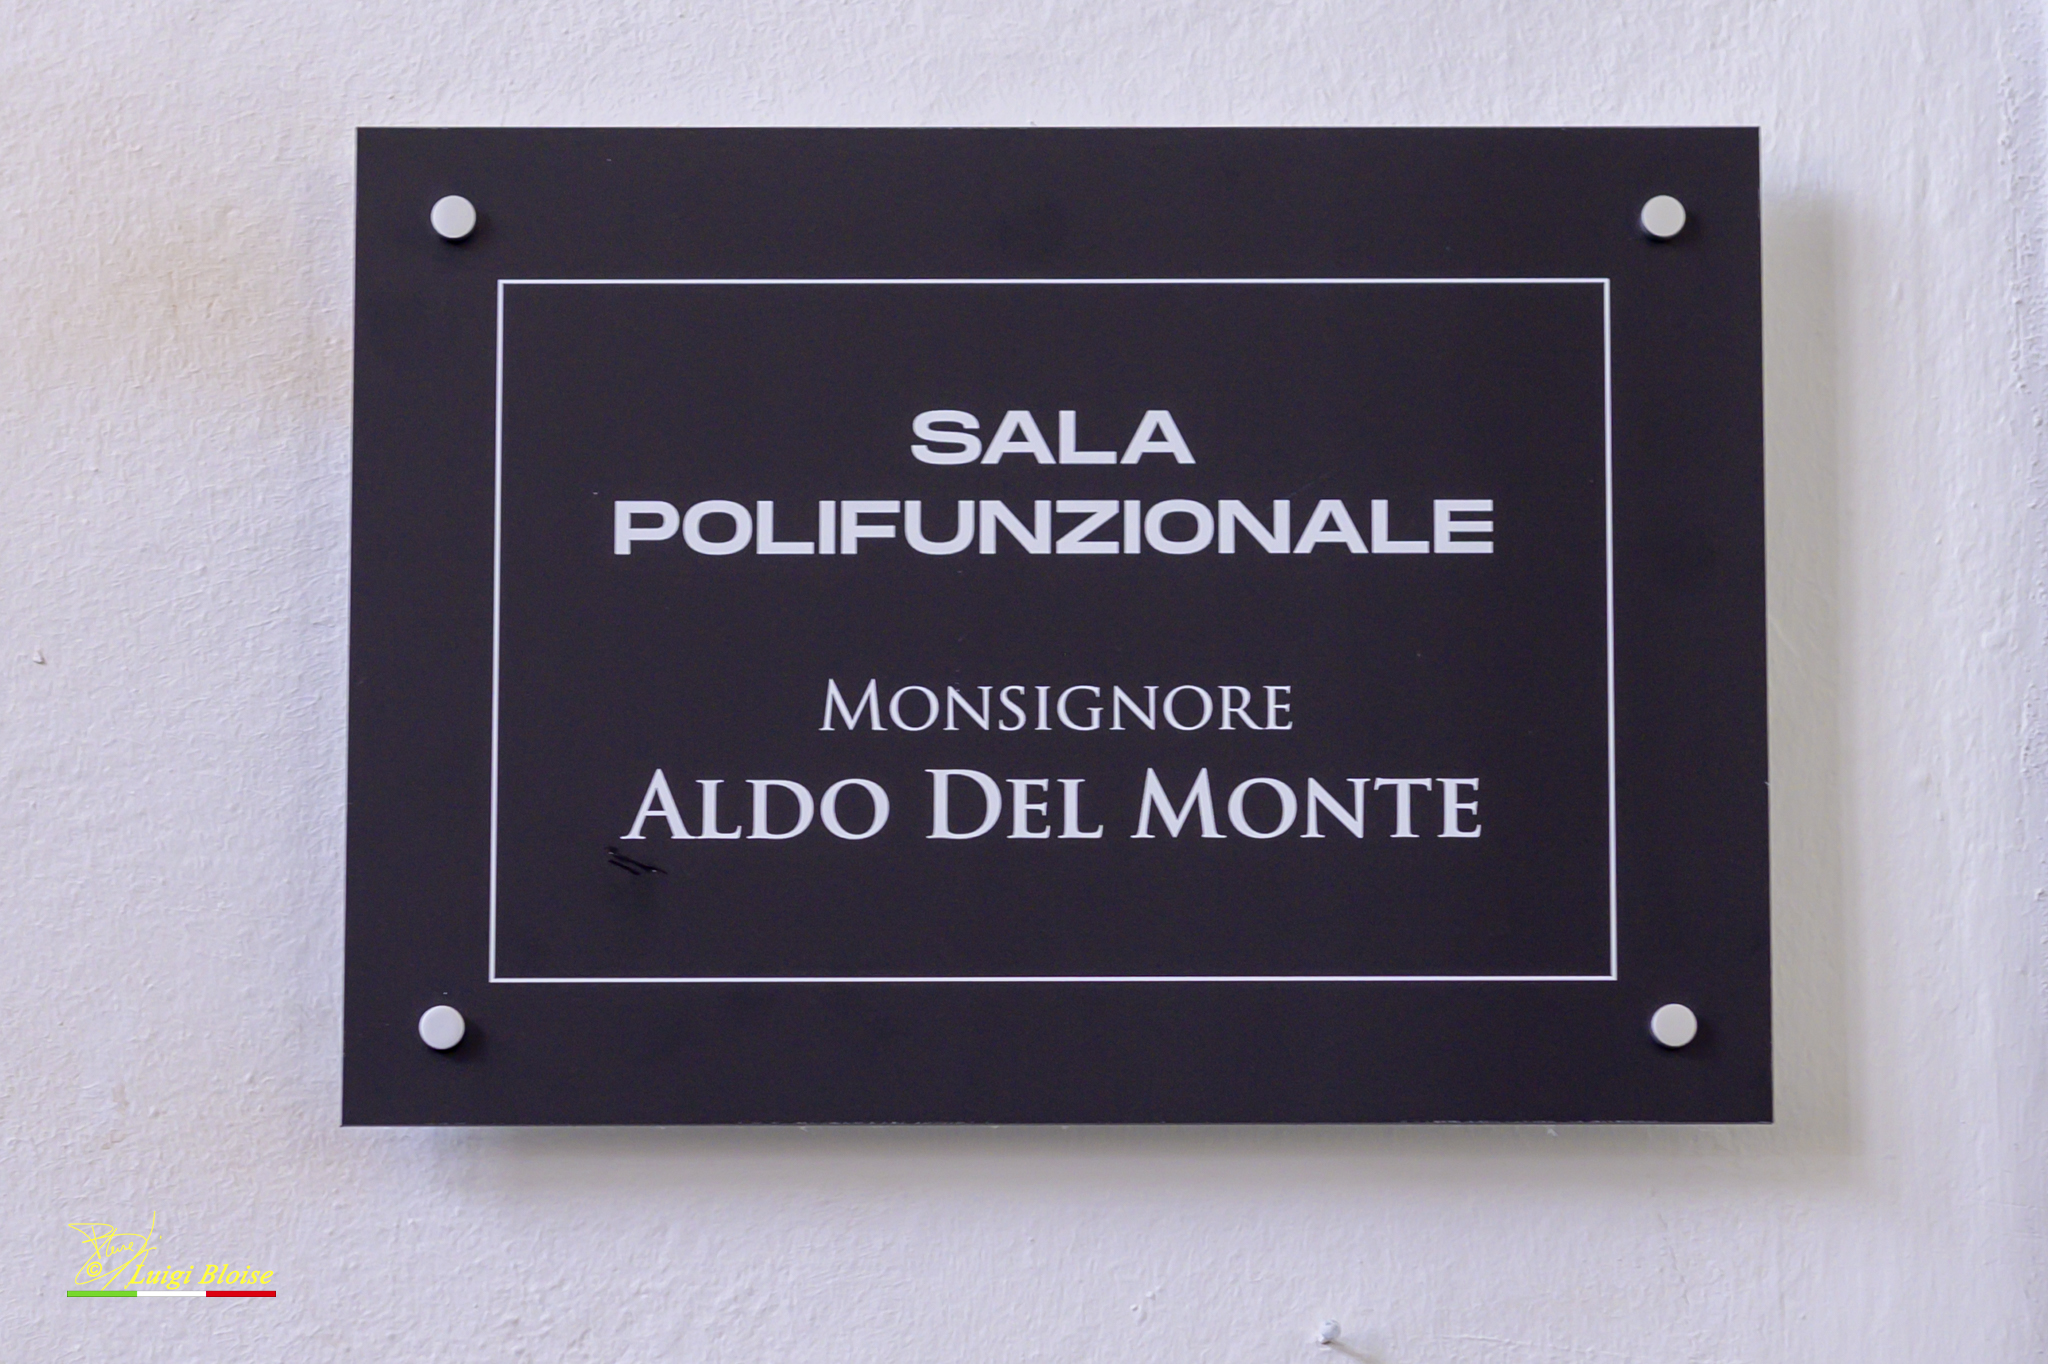 SALA
POLIFUNZIONALE
MONSIGNORE
ALDO DEL MONTE
© Luigi Bloise